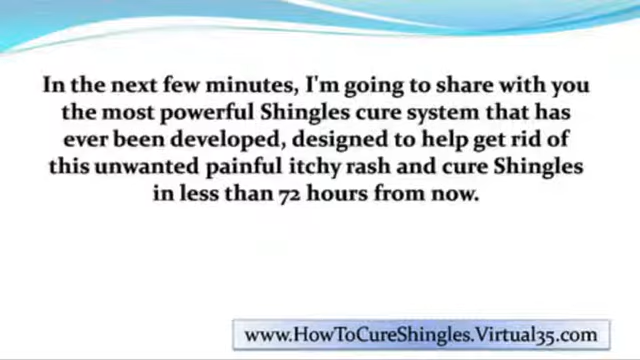 In the next few minutes, I'm going to share with you
the most powerful Shingles cure system that has
ever been developed, designed to help get rid of
this unwanted painful itchy rash and cure Shingles
in less than 72 hours from now.
www.HowToCureShingles.Virtual35.com